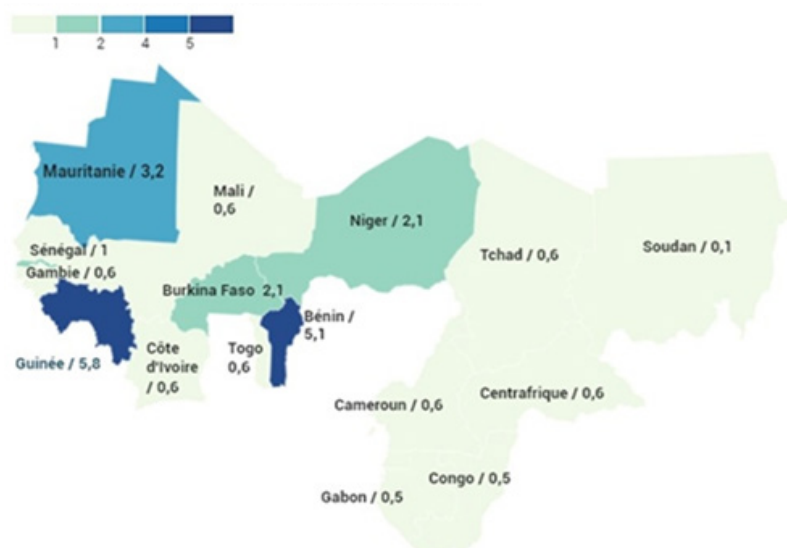 1 2 4 5
Mauritanie / 3,2
Mali /
0,6
Niger / 2,1
Tchad / 0,6
Soudan / 0,1
Sénégal / 1
Gambie / 0,6
Burkina Faso 2,1
Bénin /
5,1
Guinée / 5,8
Côte
d'Ivoire
/ 0,6
Togo
0,6
Cameroun / 0,6
Centrafrique / 0,6
Congo / 0,5
Gabon / 0,5